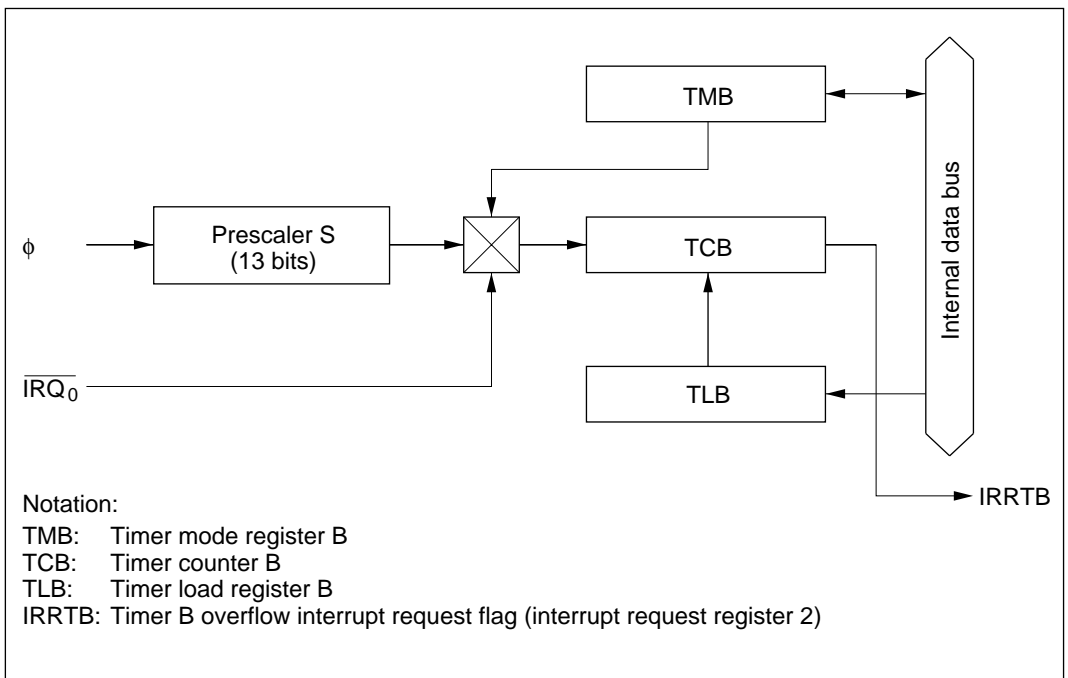 TMB
Internal data bus
ϕ
Prescaler S
(13 bits)
TCB
IRQ0
TLB
IRRTB
Notation:
TMB: Timer mode register B
TCB: Timer counter B
TLB: Timer load register B
IRRTB: Timer B overflow interrupt request flag (interrupt request register 2)